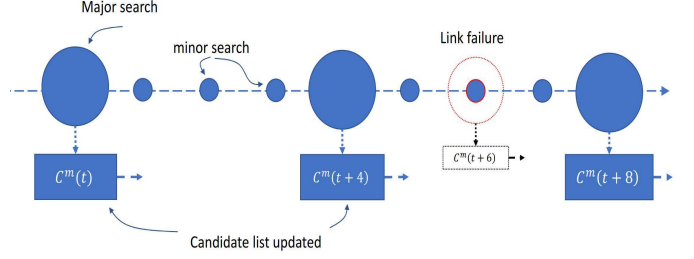 Major search
minor search
Link failure
C^m(t)
C^m(t + 4)
C^m(t + 6)
C^m(t + 8)
Candidate list updated